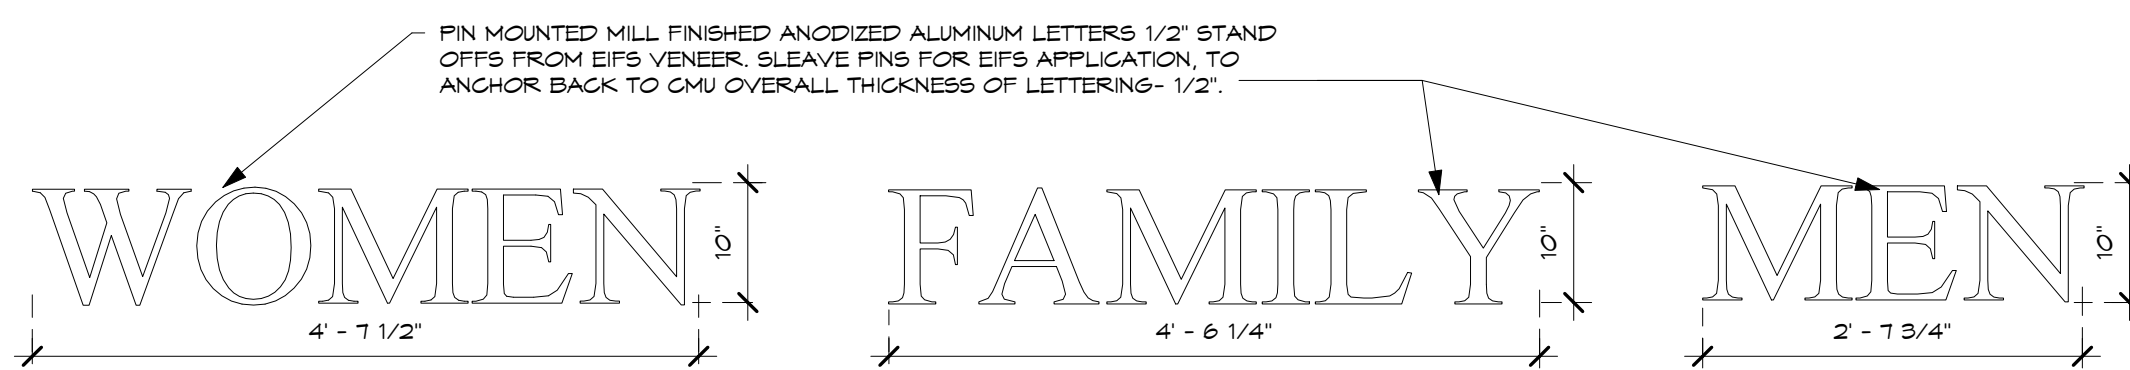 PIN MOUNTED MILL FINISHED ANODIZED ALUMINUM LETTERS 1/2" STAND
OFFS FROM EIFS VENEER. SLEAVE PINS FOR EIFS APPLICATION, TO
ANCHOR BACK TO CMU OVERALL THICKNESS OF LETTERING- 1/2".
WOMEN
10"
4' - 7 1/2"
FAMILY
10"
4' - 6 1/4"
MEN
10"
2' - 7 3/4"